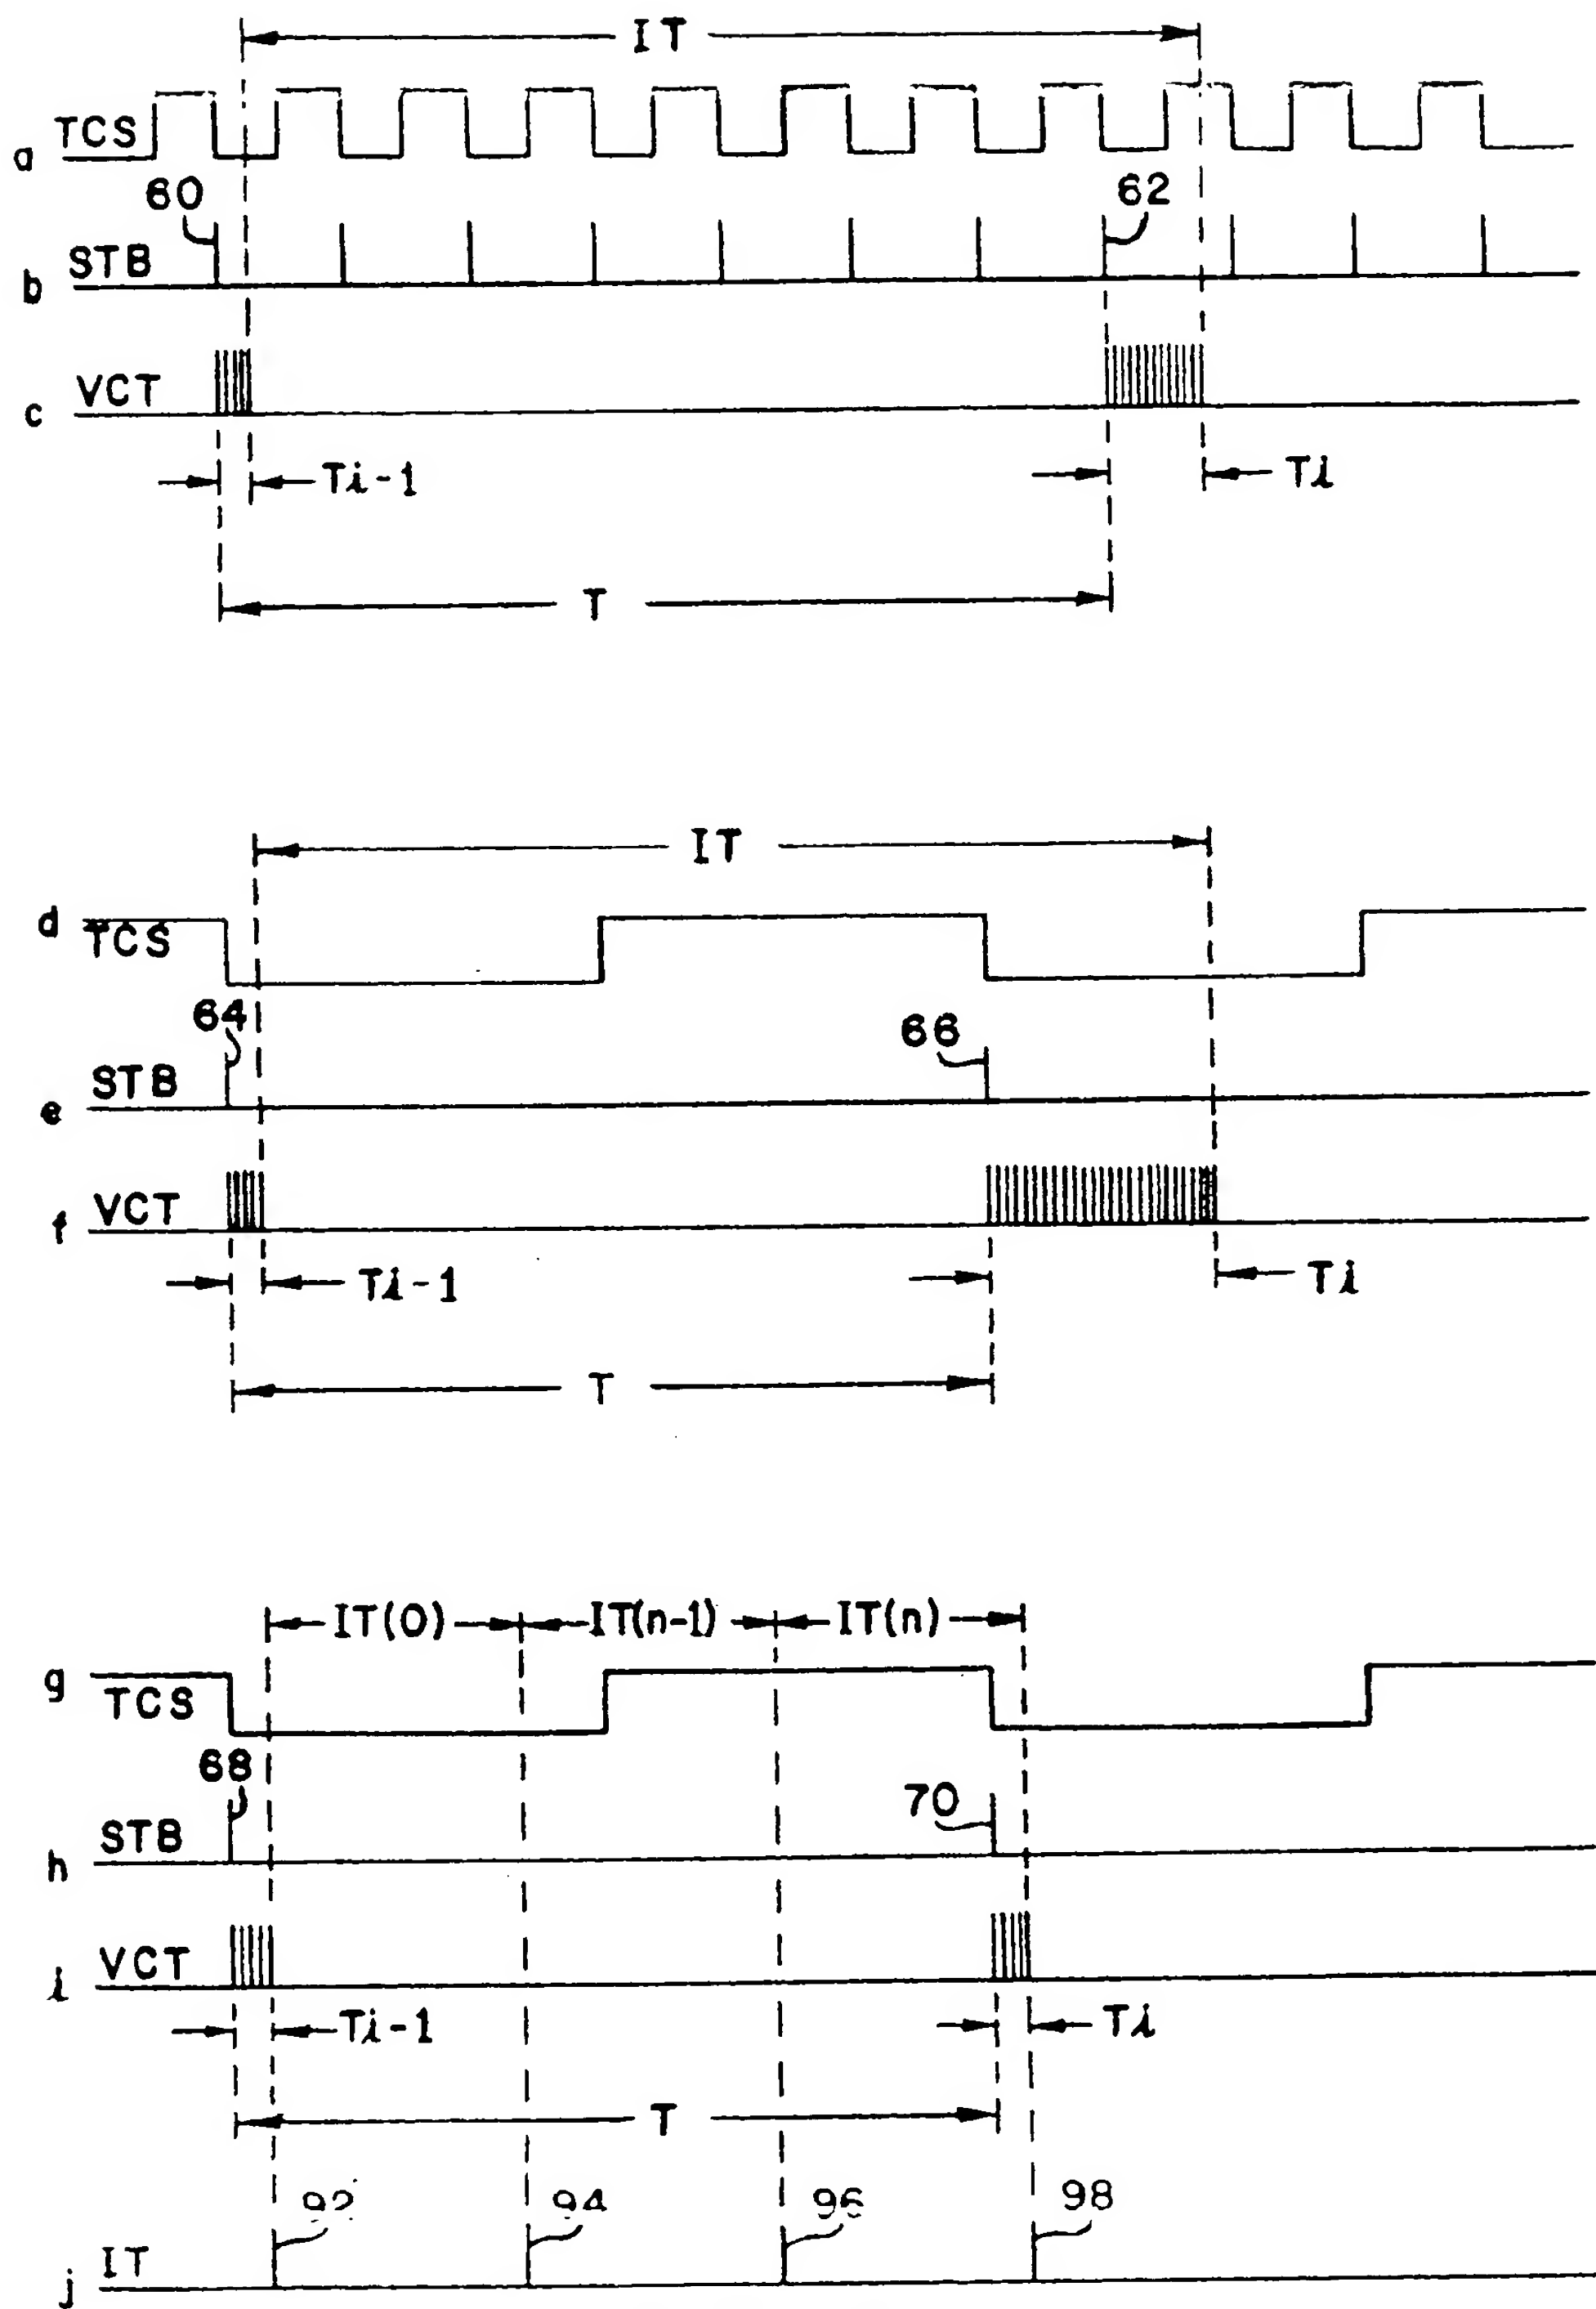 IT
TCS
a
60
62
STB
b
VCT
c
Ti-1
Ti
T
IT
d
TCS
64
66
STB
e
VCT
f
Ti-1
Ti
T
IT(0) IT(n-1) IT(n)
g
TCS
68
70
STB
h
VCT
i
Ti-1
Ti
T
92 94 96 98
IT
j